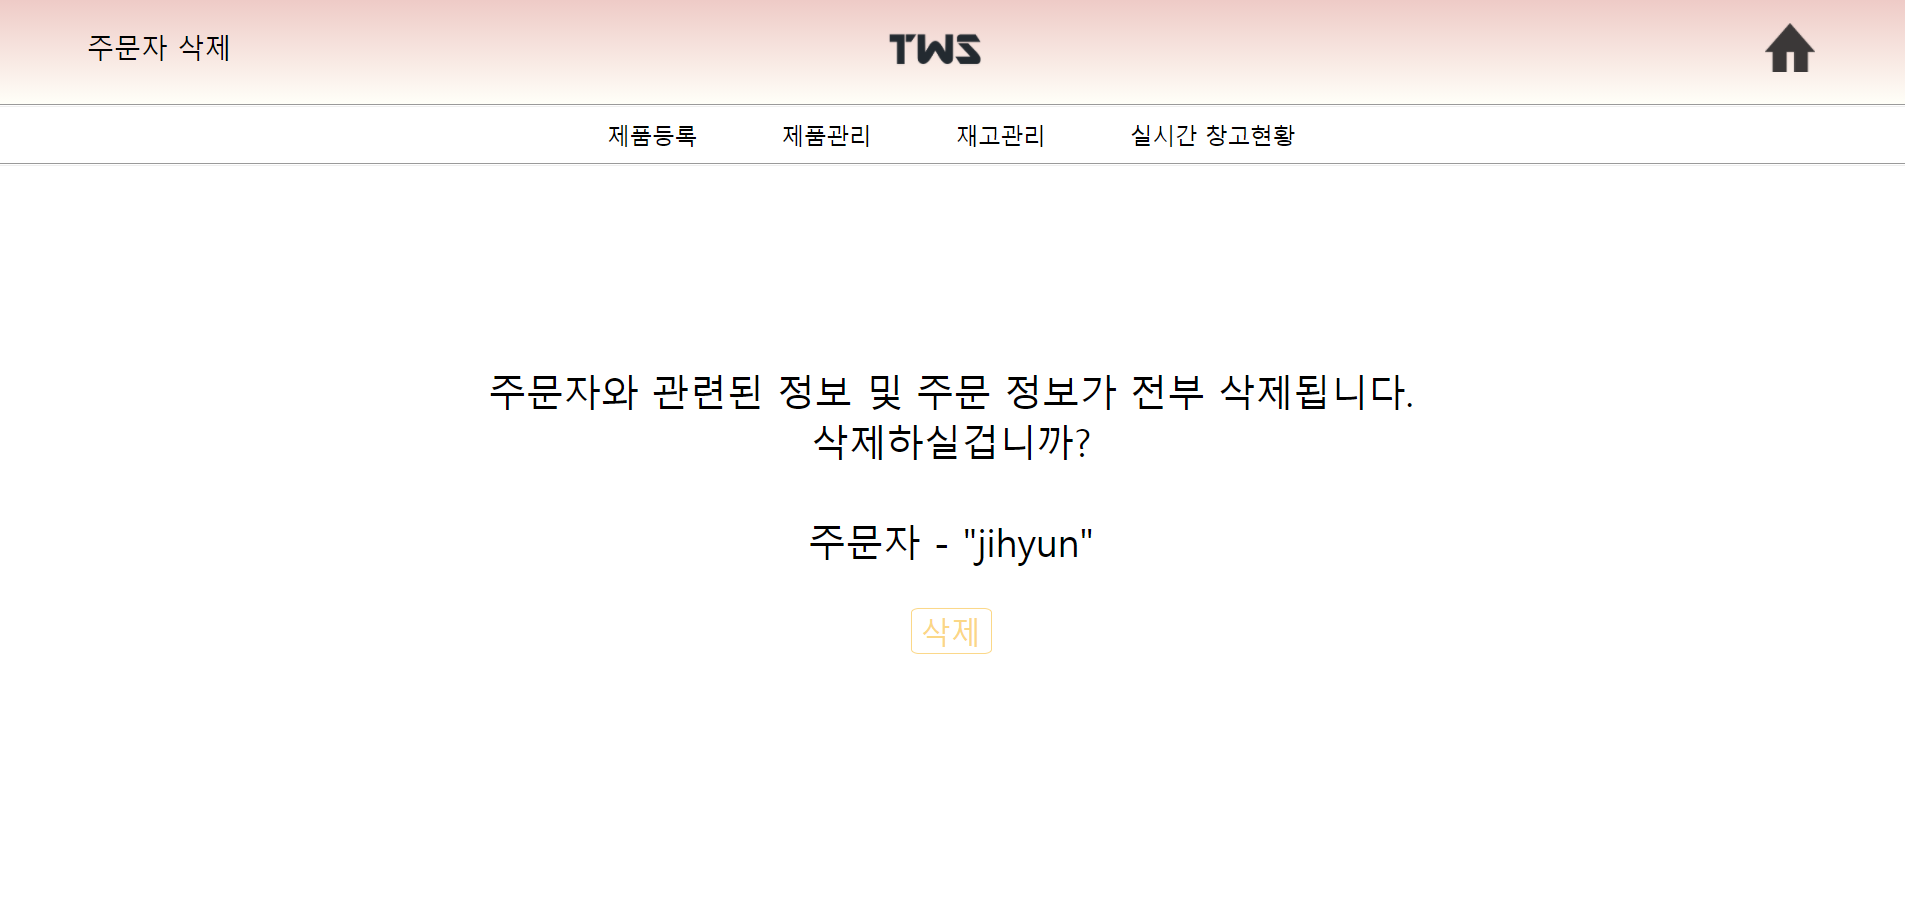 주문자 삭제
TWS
제품등록 제품관리 재고관리 실시간 창고현황
주문자와 관련된 정보 및 주문 정보가 전부 삭제됩니다.
삭제하실겁니까?
주문자 - "jihyun"
삭제